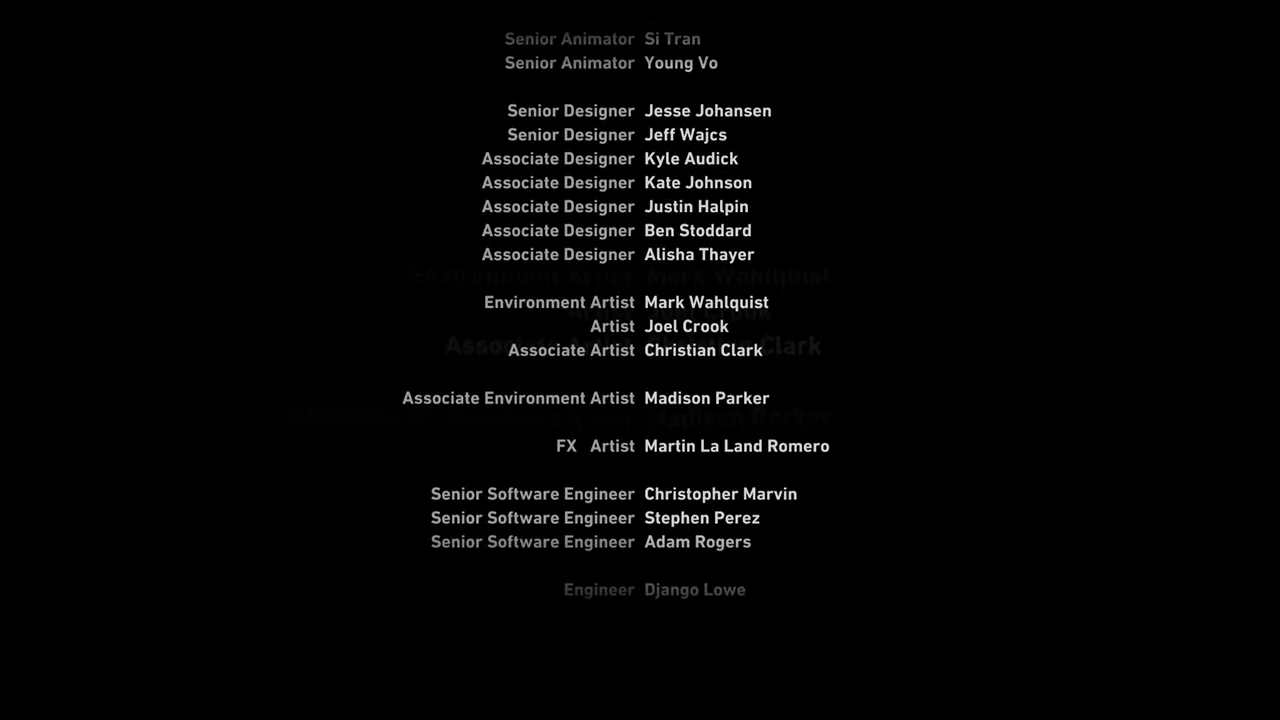 Senior Animator Si Tran
Senior Animator Young Vo
Senior Designer Jesse Johansen
Senior Designer Jeff Wajcs
Associate Designer Kyle Audick
Associate Designer Kate Johnson
Associate Designer Justin Halpin
Associate Designer Ben Stoddard
Associate Designer Alisha Thayer
Environment Artist Mark Wahlquist
Artist Joel Crook
Associate Artist Christian Clark
Associate Environment Artist Madison Parker
FX Artist Martin La Land Romero
Senior Software Engineer Christopher Marvin
Senior Software Engineer Stephen Perez
Senior Software Engineer Adam Rogers
Engineer Django Lowe